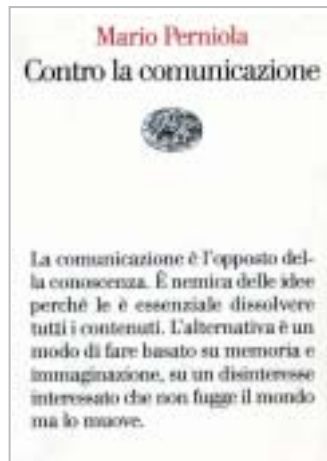 Mario Perniola
Contro la comunicazione
La comunicazione è l'opposto del-
la conoscenza. È nemica delle idee
perché le è essenziale dissolvere
tutti i contenuti. L'alternativa è un
modo di fare basato su memoria e
immaginazione, su un disinteresse
interessato che non fugge il mondo
ma lo muove.